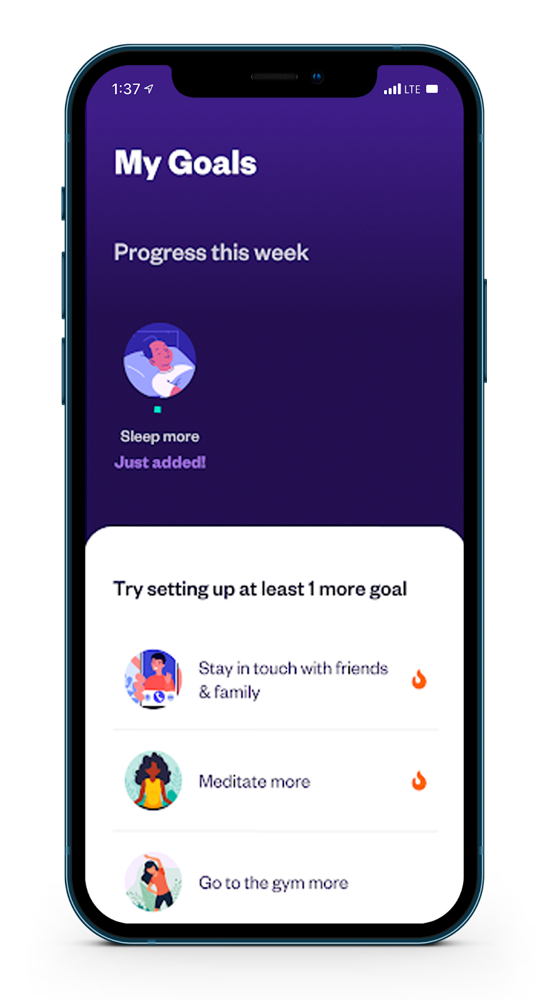 1:37
LTE
My Goals
Progress this week
Sleep more
Just added!
Try setting up at least 1 more goal
Stay in touch with friends
& family
Meditate more
Go to the gym more